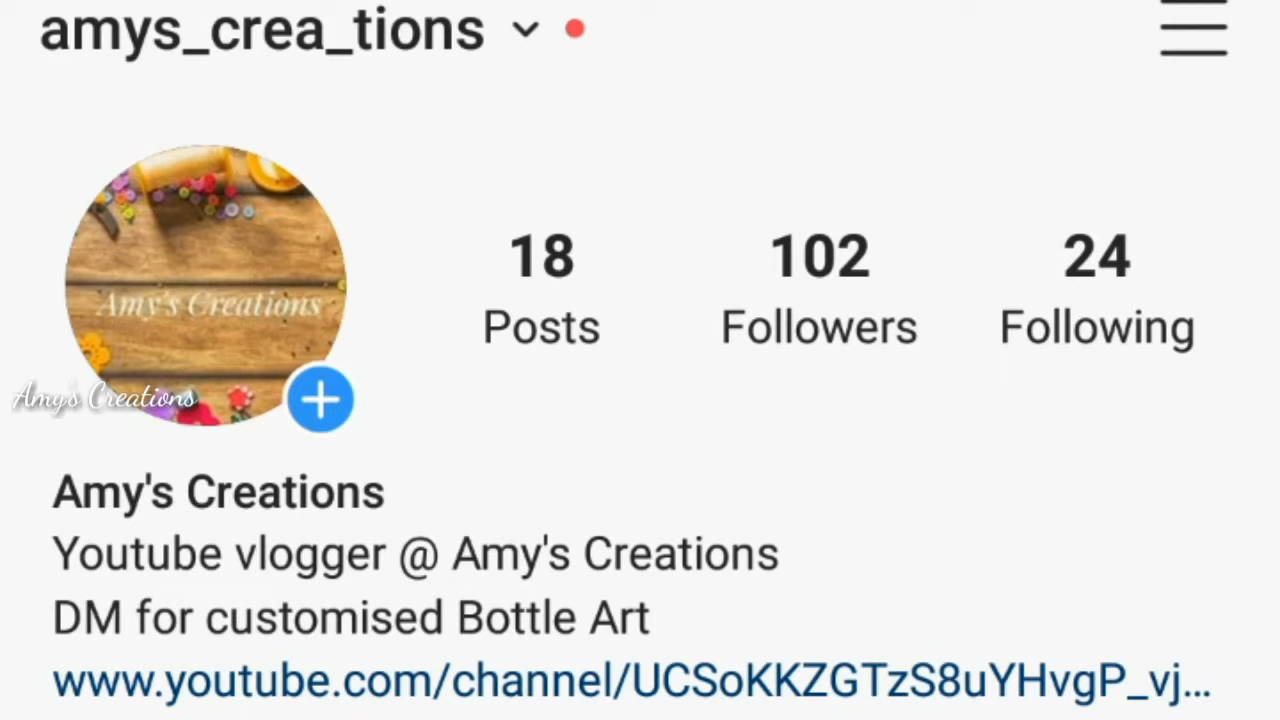 amys_crea_tions
Amy's Creations
18
Posts
102
Followers
24
Following
Amy's Creations
Amy's Creations
Youtube vlogger @ Amy's Creations
DM for customised Bottle Art
www.youtube.com/channel/UCSoKKZGTzS8uYHvgP_vj...